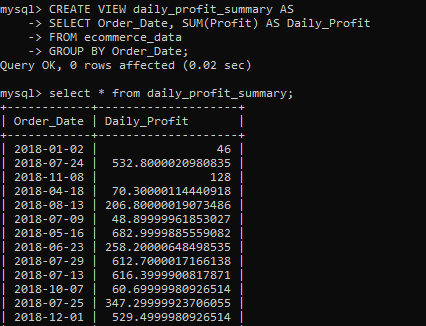 mysql> CREATE VIEW daily_profit_summary AS
    -> SELECT Order_Date, SUM(Profit) AS Daily_Profit
    -> FROM ecommerce_data
    -> GROUP BY Order_Date;
Query OK, 0 rows affected (0.02 sec)

mysql> select * from daily_profit_summary;
+------------+--------------------+
| Order_Date | Daily_Profit       |
+------------+--------------------+
| 2018-01-02 |                 46 |
| 2018-07-24 |  532.8000020980835 |
| 2018-11-08 |                128 |
| 2018-04-18 |  70.30000114440918 |
| 2018-08-13 | 206.80000019073486 |
| 2018-07-09 |  48.89999961853027 |
| 2018-05-16 |  682.9999885559082 |
| 2018-06-23 | 258.20000648498535 |
| 2018-07-29 |  612.7000017166138 |
| 2018-07-13 |  616.3999900817871 |
| 2018-10-07 |  60.69999980926514 |
| 2018-07-25 | 347.29999923706055 |
| 2018-12-01 |  529.4999980926514 |